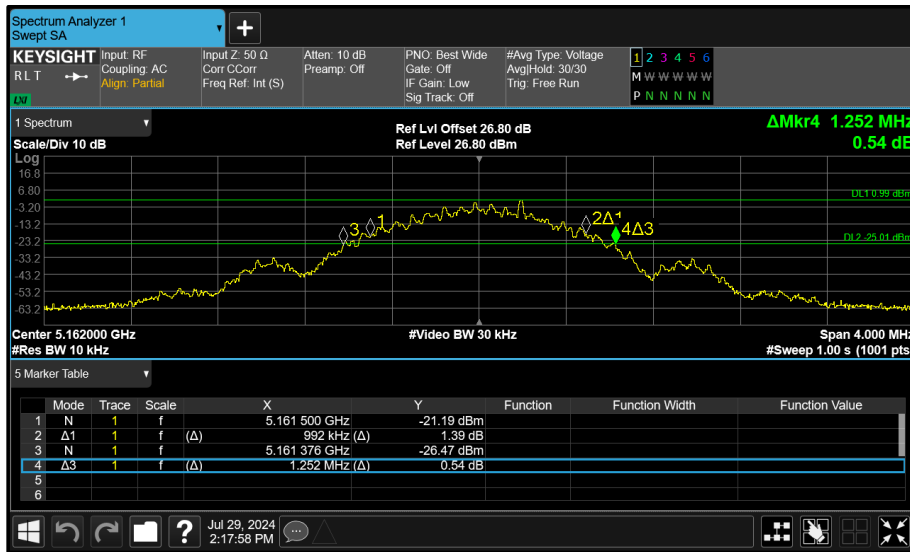 Spectrum Analyzer 1
Swept SA
+
KEYSIGHT Input: RF Input Z: 50 Ω Atten: 10 dB PNO: Best Wide #Avg Type: Voltage 1 2 3 4 5 6
R L T Coupling: AC Corr CCorr Preamp: Off Gate: Off Avg|Hold: 30/30 M W W W W W
Align: Partial Freq Ref: Int (S) IF Gain: Low Trig: Free Run
LXI Sig Track: Off P N N N N N
1 Spectrum Ref Lvl Offset 26.80 dB ΔMkr4 1.252 MHz
Scale/Div 10 dB Ref Level 26.80 dBm 0.54 dB
Log
16.8
6.80 DL1 0.99 dBm
-3.20
-13.2 3 1 2Δ1 4Δ3
-23.2 DL2 -25.01 dBm
-33.2
-43.2
-53.2
-63.2
Center 5.162000 GHz #Video BW 30 kHz Span 4.000 MHz
#Res BW 10 kHz #Sweep 1.00 s (1001 pts
5 Marker Table
Mode Trace Scale X Y Function Function Width Function Value
1 N 1 f 5.161 500 GHz -21.19 dBm
2 Δ1 1 f (Δ) 992 kHz (Δ) 1.39 dB
3 N 1 f 5.161 376 GHz -26.47 dBm
4 Δ3 1 f (Δ) 1.252 MHz (Δ) 0.54 dB
5
6
? Jul 29, 2024
2:17:58 PM